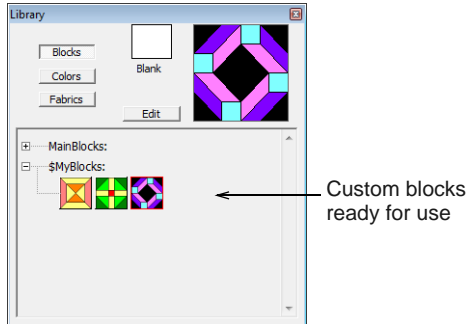 Library
Blocks
Blank
Colors
Fabrics
Edit
MainBlocks:
$MyBlocks:
Custom blocks
ready for use